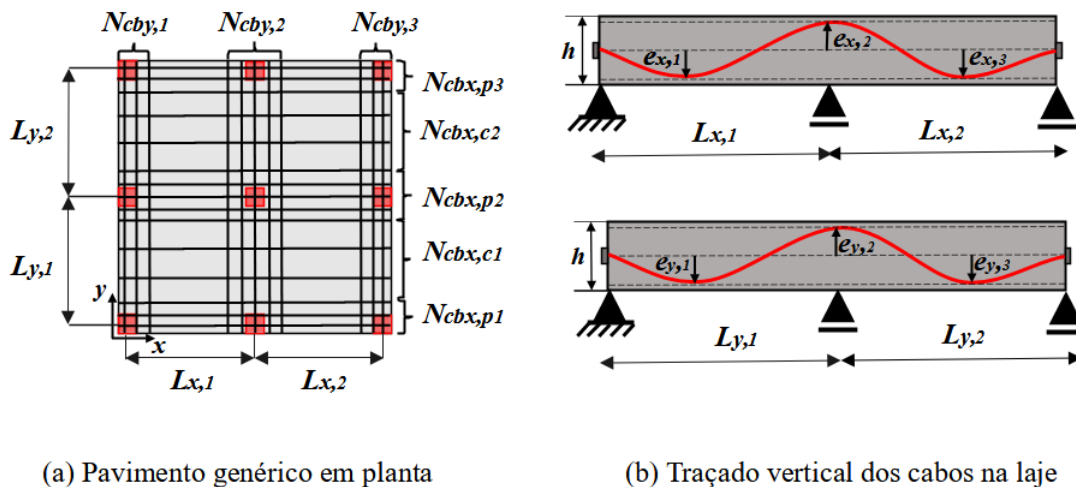 Ncby,1 Ncby,2 Ncby,3
Ncbx,p3
Ly,2
Ncbx,c2
Ncbx,p2
Ly,1
Ncbx,c1
y
Ncbx,p1
x
Lx,1 Lx,2
(a) Pavimento genérico em planta
h
ex,1
ex,2
ex,3
Lx,1 Lx,2
h
ey,1
ey,2
ey,3
Ly,1 Ly,2
(b) Traçado vertical dos cabos na laje